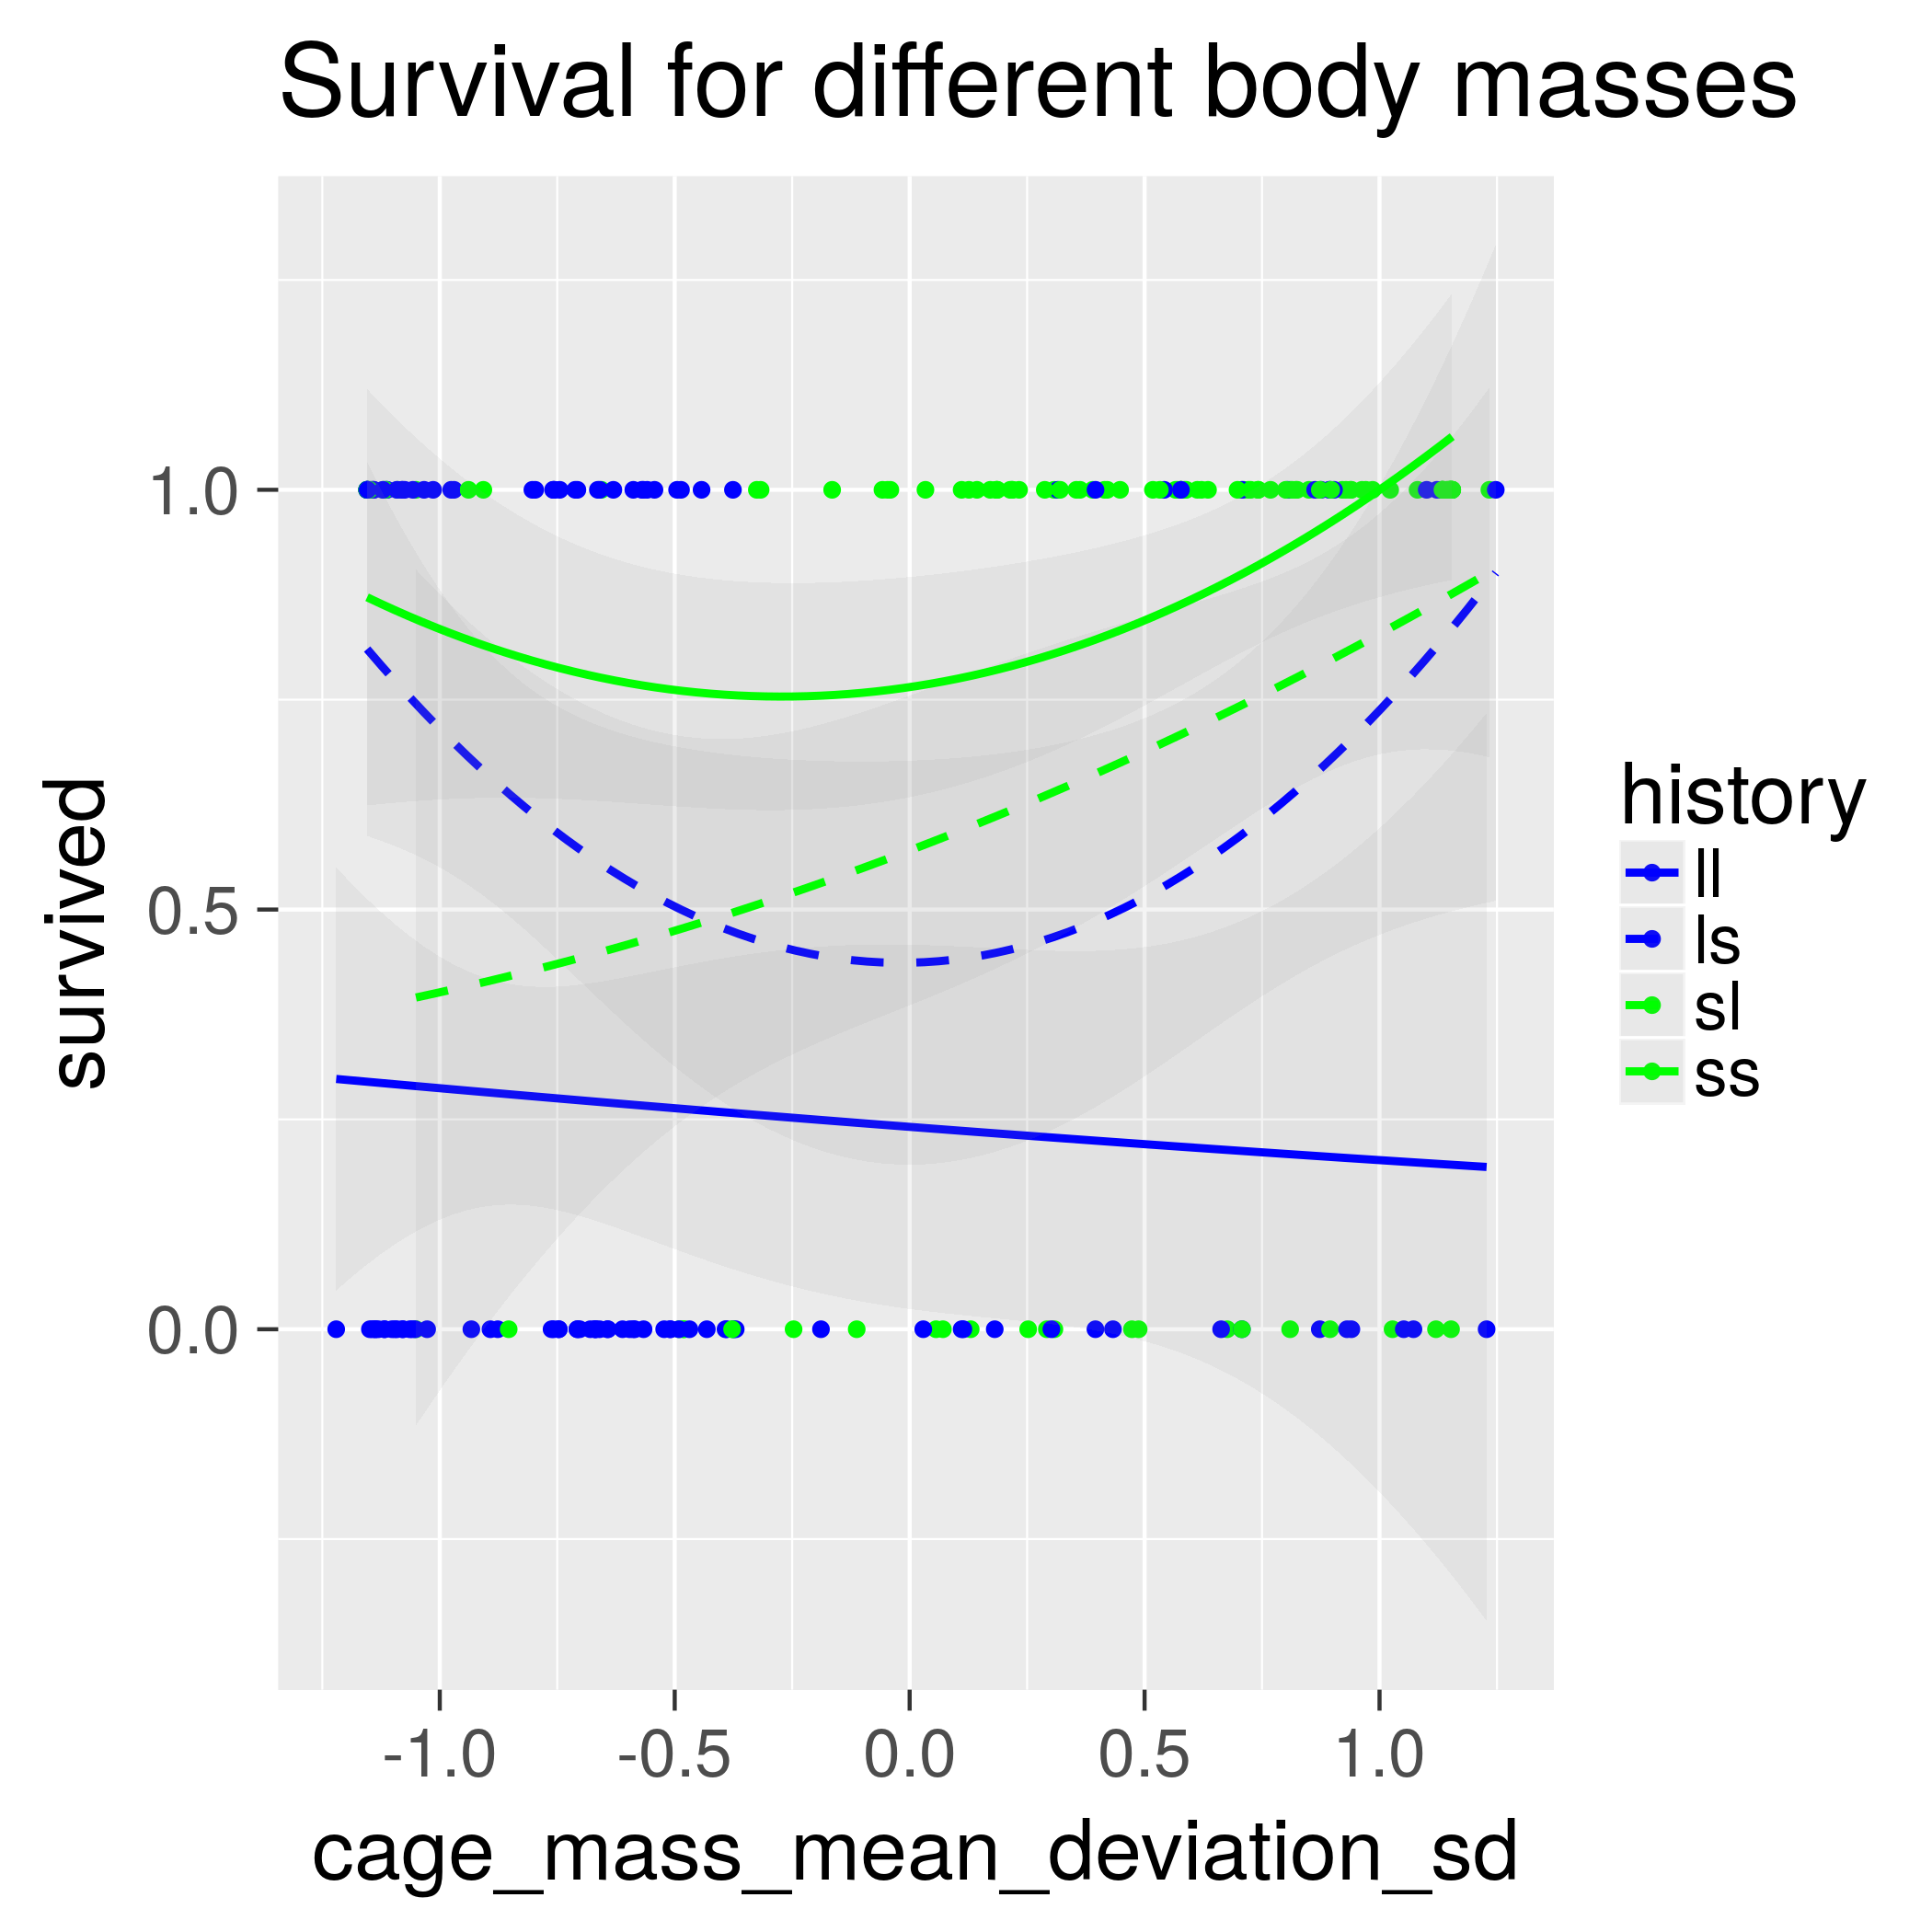 Survival for different body masses
survived
1.0
0.5
0.0
-1.0
-0.5
0.0
0.5
1.0
cage_mass_mean_deviation_sd
history
ll
ls
sl
ss